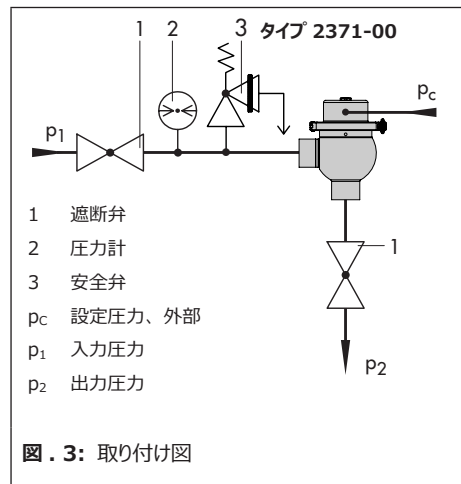 1 2 3 タイプ 2371-00
pc
p1
1 遮断弁
2 圧力計
3 安全弁
pC 設定圧力、外部
p1 入力圧力
p2 出力圧力
1
p2
図 . 3: 取り付け図